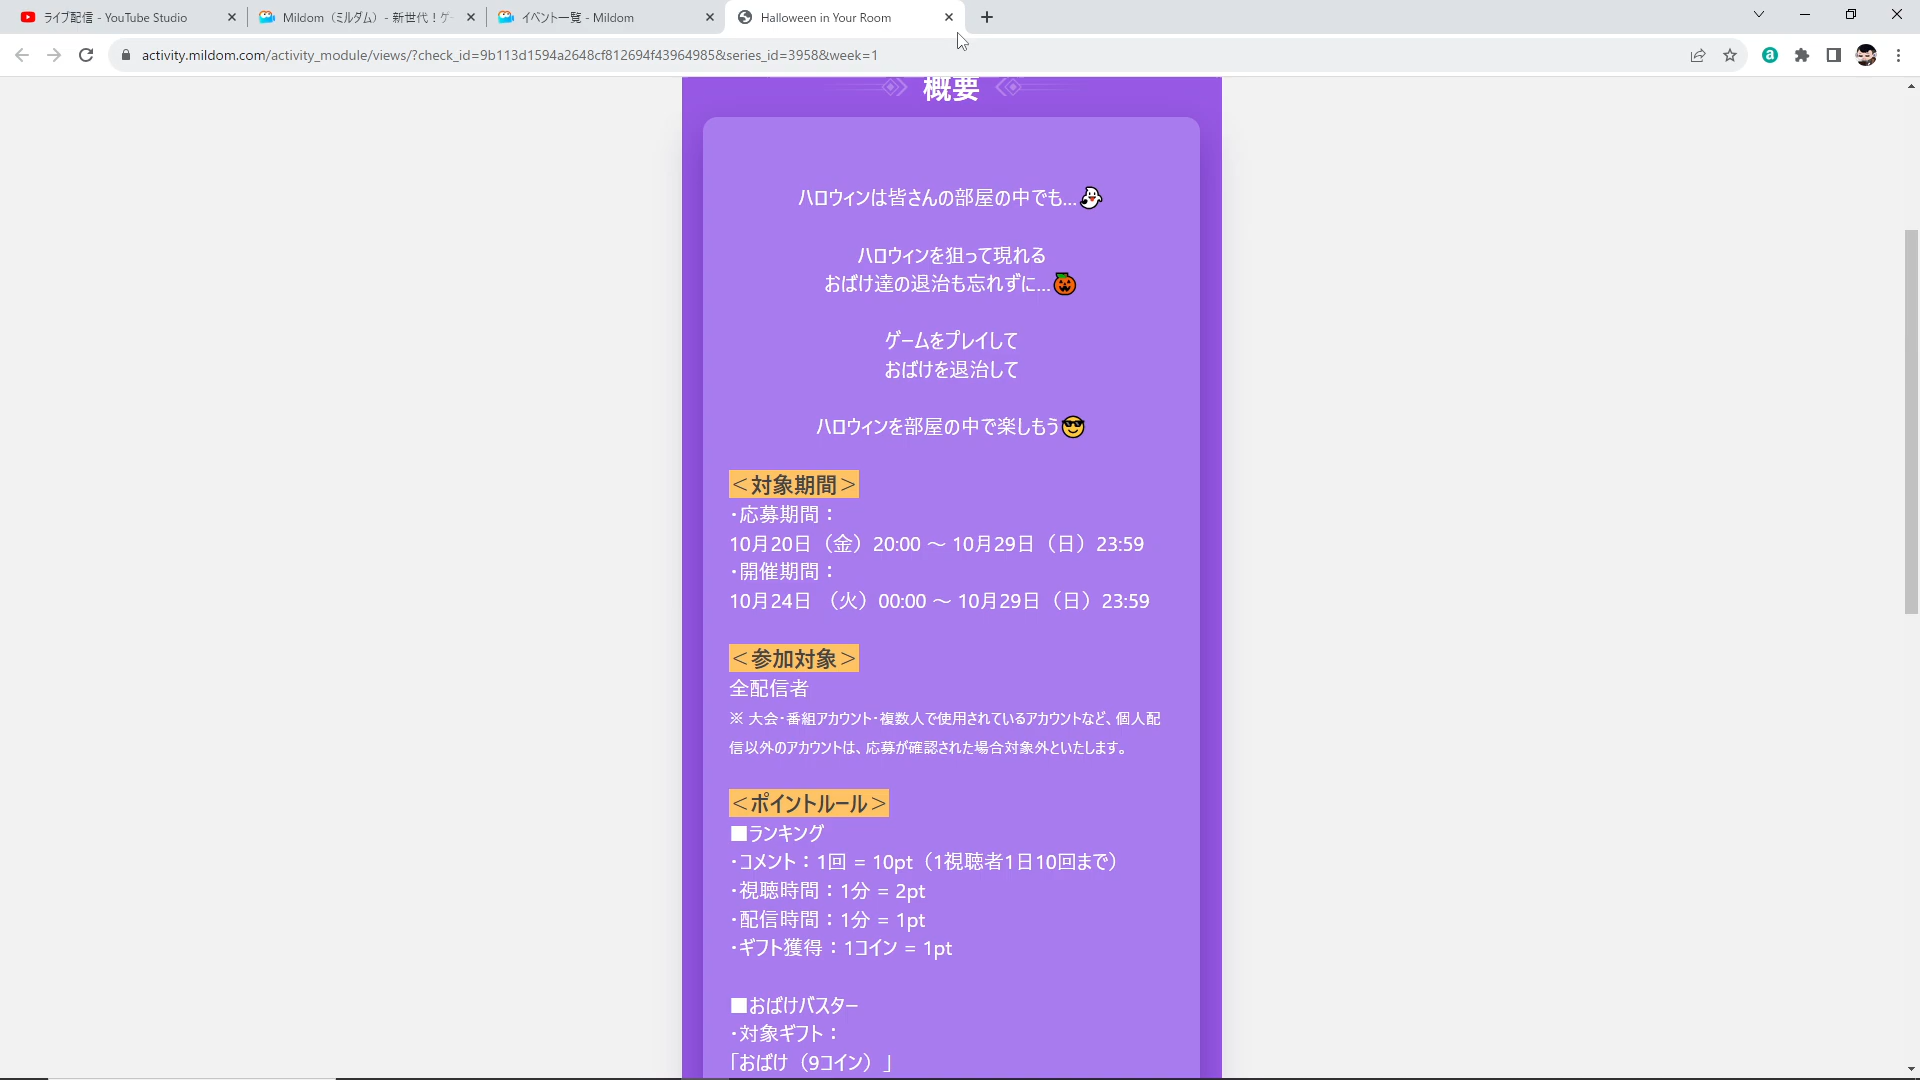 ライブ配信 - YouTube Studio
Mildom（ミルダム）- 新世代！ゲ
イベント一覧 - Mildom
Halloween in Your Room
activity.mildom.com/activity_module/views/?check_id=9b113d1594a2648cf812694f43964985&series_id=3958&week=1
概要
ハロウィンは皆さんの部屋の中でも...👻
ハロウィンを狙って現れる
おばけ達の退治も忘れずに...🎃
ゲームをプレイして
おばけを退治して
ハロウィンを部屋の中で楽しもう😎
＜対象期間＞
・応募期間：
10月20日（金）20:00 ～ 10月29日（日）23:59
・開催期間：
10月24日 （火）00:00 ～ 10月29日（日）23:59
＜参加対象＞
全配信者
※ 大会・番組アカウント・複数人で使用されているアカウントなど、個人配
信以外のアカウントは、応募が確認された場合対象外といたします。
＜ポイントルール＞
■ランキング
・コメント：1回 = 10pt（1視聴者1日10回まで）
・視聴時間：1分 = 2pt
・配信時間：1分 = 1pt
・ギフト獲得：1コイン = 1pt
■おばけバスター
・対象ギフト：
「おばけ（9コイン）」